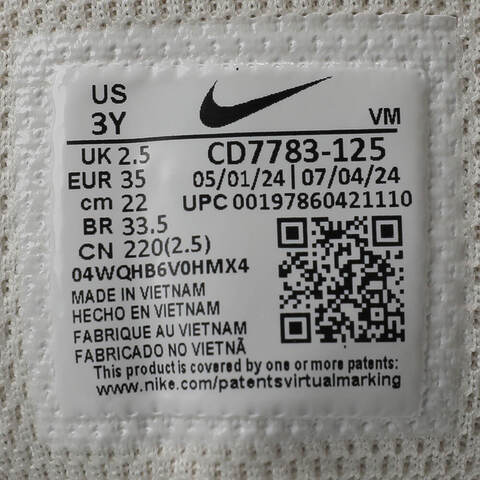 US
3Y
VM
UK 2.5
CD7783-125
EUR 35
05/01/24 | 07/04/24
cm 22
UPC 00197860421110
BR 33.5
CN 220(2.5)
04WQHB6V0HMX4
MADE IN VIETNAM
HECHO EN VIETNAM
FABRIQUE AU VIETNAM
FABRICADO NO VIETNÃ
This product is covered by one or more patents:
www.nike.com/patentsvirtualmarking